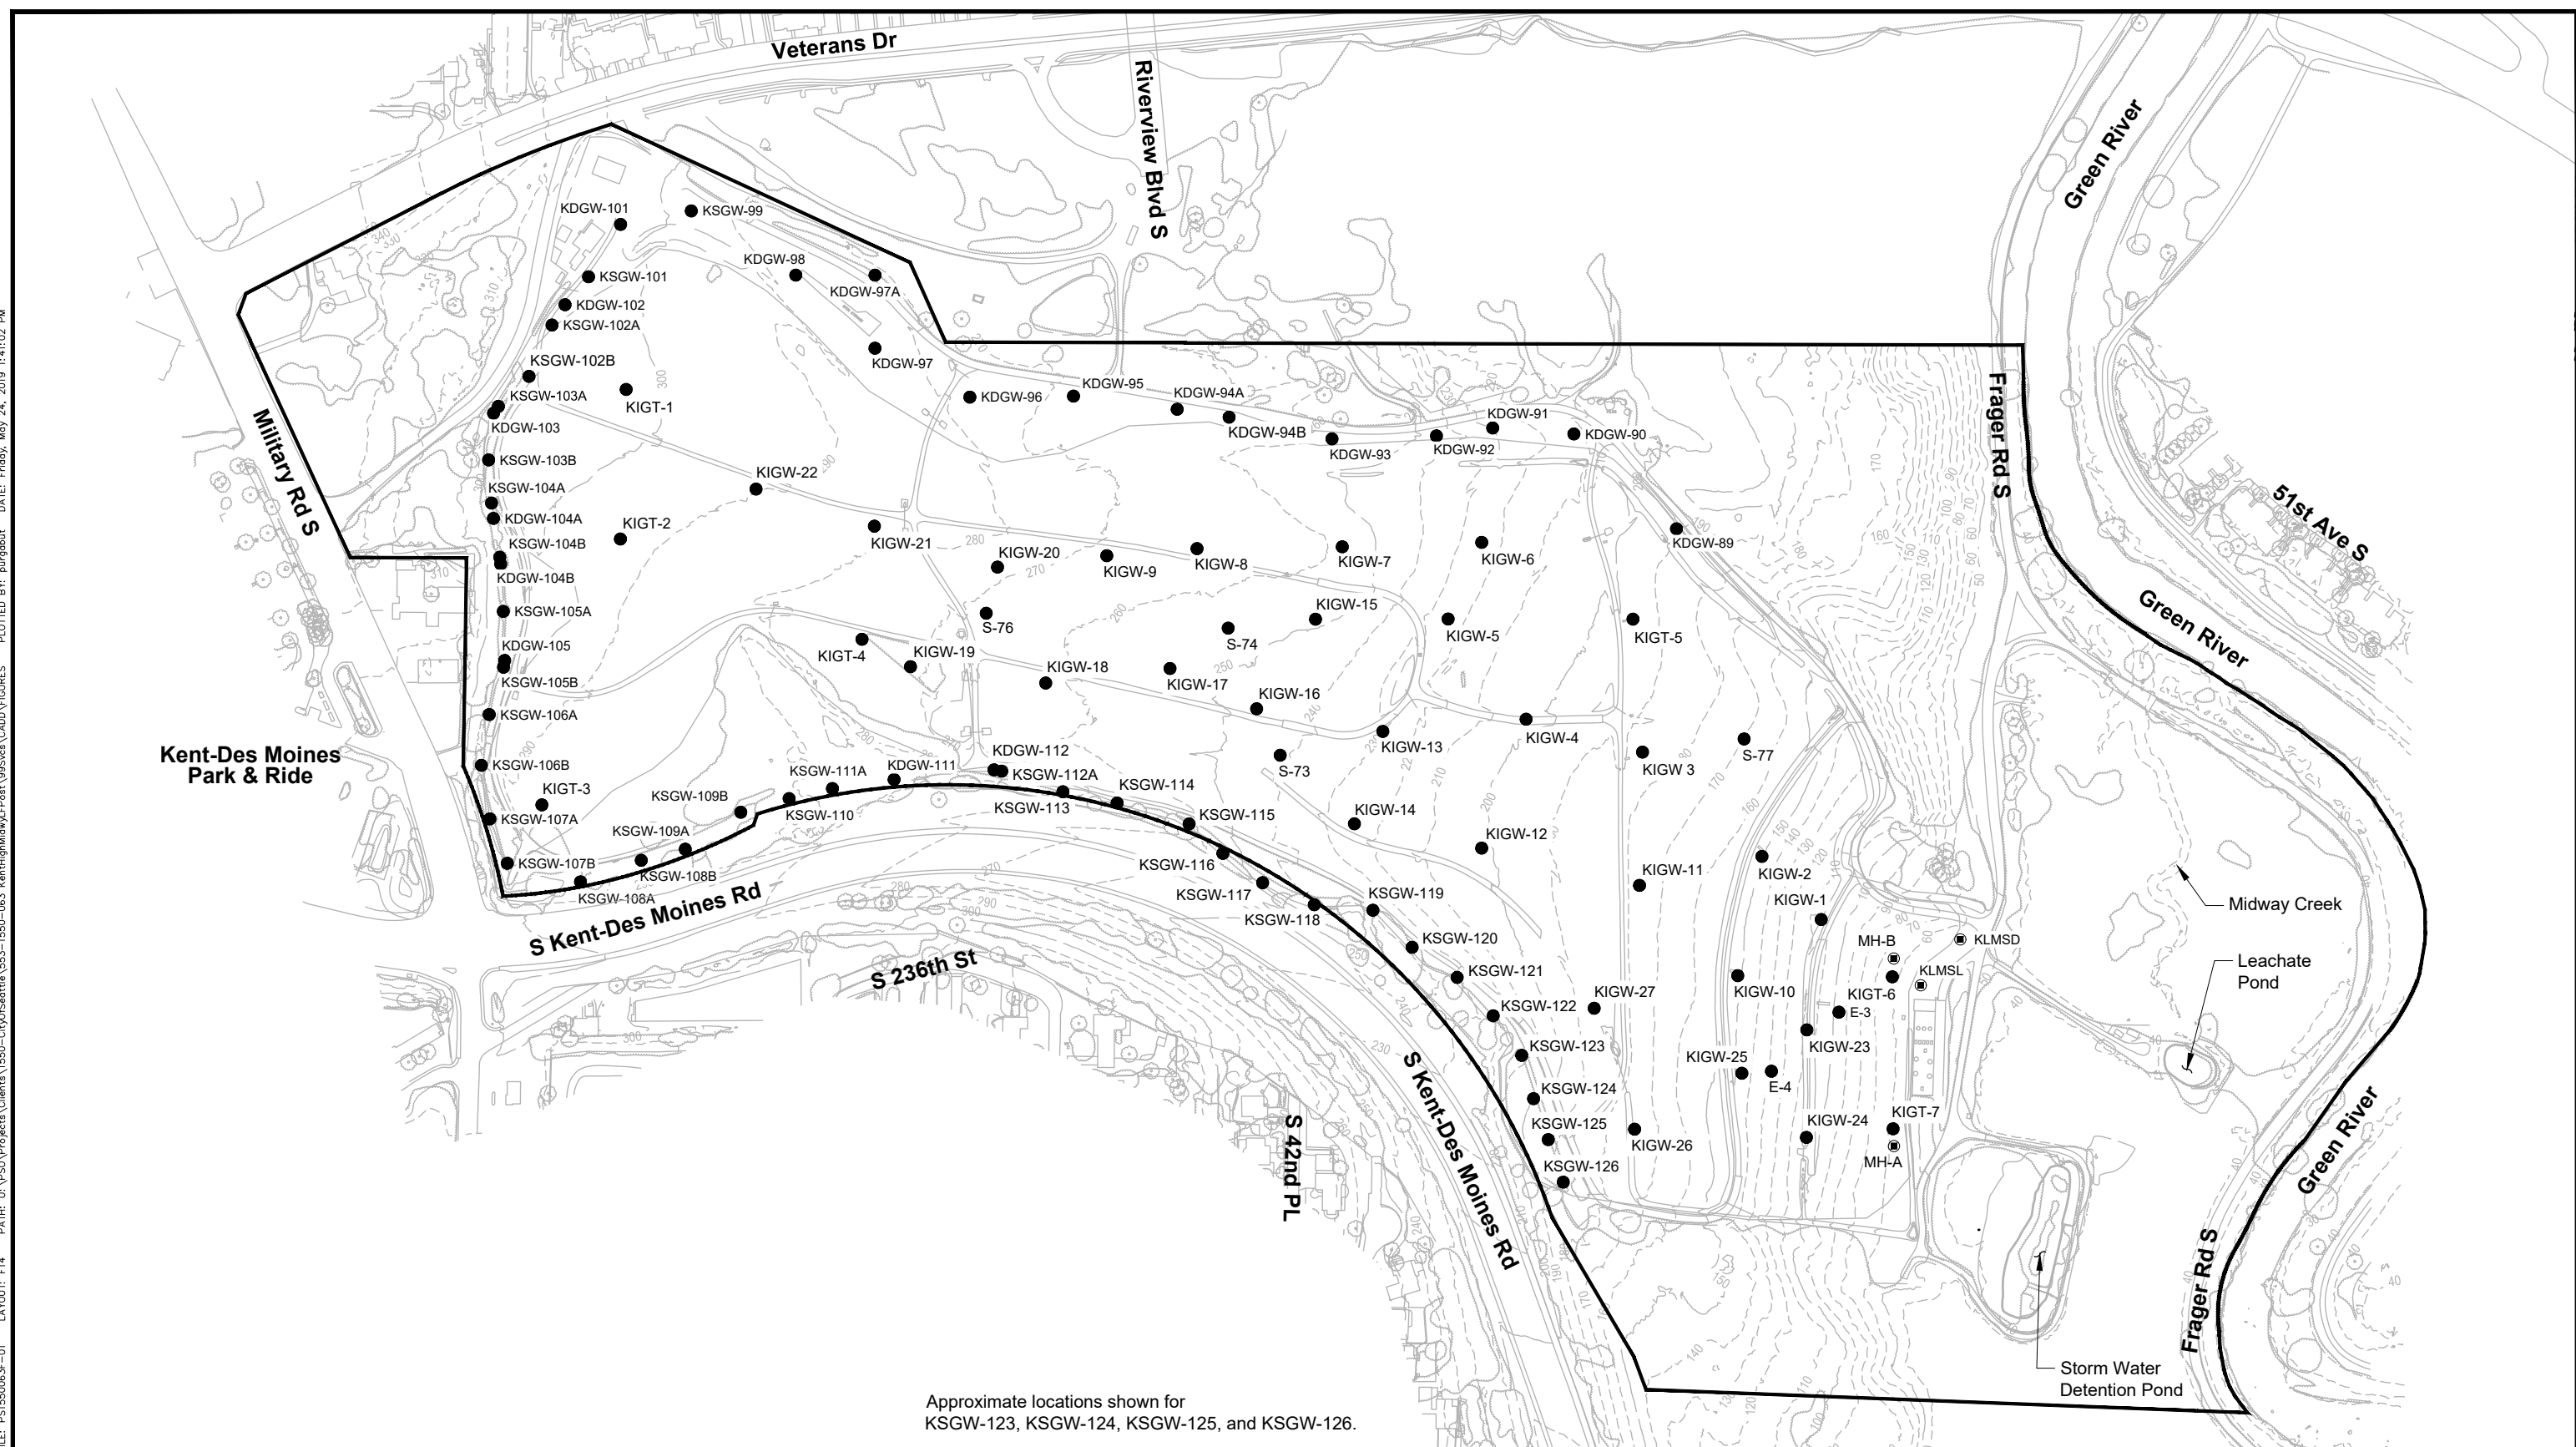 Veterans Dr
Riverview Blvd S
Green River
KDGW-101
KSGW-99
KSGW-101
KDGW-98
KDGW-97A
KDGW-102
KSGW-102A
KSGW-102B
KDGW-97
KSGW-103A
KIGT-1
KDGW-103
KDGW-96
KDGW-95
KDGW-94A
KDGW-94B
KDGW-93
KDGW-92
KDGW-91
KDGW-90
Frager Rd S
Military Rd S
KSGW-103B
KSGW-104A
KDGW-104A
KIGW-22
KIGT-2
KSGW-104B
KDGW-104B
KIGW-21
KIGW-20
KIGW-9
KIGW-8
KIGW-7
KIGW-6
KDGW-89
51st Ave S
Green River
KSGW-105A
S-76
S-74
KIGW-15
KIGW-5
KIGT-5
KDGW-105
KSGW-105B
KIGT-4
KIGW-19
KIGW-18
KIGW-17
KIGW-16
KSGW-106A
KIGW-13
KIGW-4
KIGW 3
S-77
Kent-Des Moines
Park & Ride
KSGW-106B
KIGT-3
KSGW-107A
KSGW-107B
KSGW-108A
KSGW-109A
KSGW-108B
KSGW-109B
KSGW-111A
KSGW-110
KDGW-111
KDGW-112
KSGW-112A
KSGW-113
KSGW-114
KSGW-115
KSGW-116
KSGW-117
KSGW-118
S-73
KIGW-14
KIGW-12
KIGW-11
KIGW-2
KIGW-1
KSGW-119
KSGW-120
KSGW-121
KSGW-122
KSGW-123
KSGW-124
KSGW-125
KSGW-126
KIGW-27
KIGW-10
MH-B
KLMSD
KLMSL
KIGT-6
E-3
KIGW-23
KIGW-25
E-4
KIGW-24
KIGT-7
MH-A
KIGW-26
Midway Creek
Leachate
Pond
S Kent-Des Moines Rd
S 236th St
S 42nd PL
S Kent-Des Moines Rd
Green River
Frager Rd S
Storm Water
Detention Pond
Approximate locations shown for
KSGW-123, KSGW-124, KSGW-125, and KSGW-126.